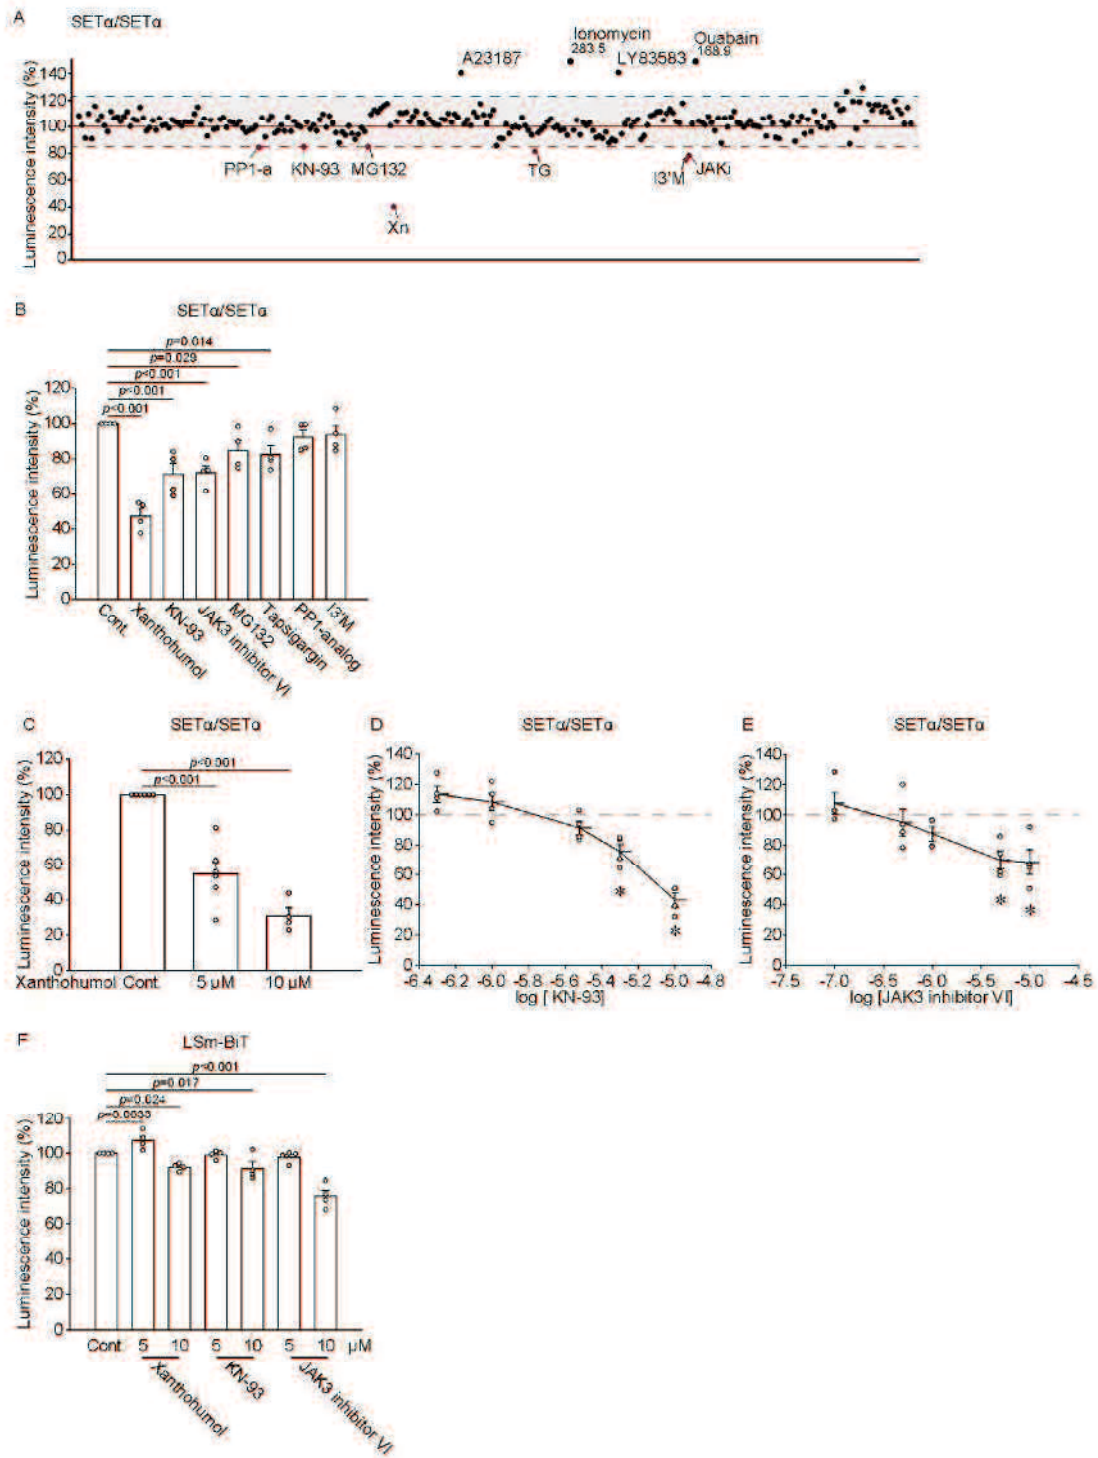 A
SETα/SETα
Ionomycin
283.5
Ouabain
168.9
A23187
LY83583
Luminescence intensity (%)
140
120
100
80
60
40
20
0
PP1-a
KN-93
MG132
TG
I3'M
JAKi
Xn
B
SETα/SETα
p=0.014
p=0.029
p<0.001
p<0.001
p<0.001
Luminescence intensity (%)
120
100
80
60
40
20
0
Cont.
Xanthohumol
KN-93
JAK3 inhibitor VI
MG132
Tapsigargin
PP1-analog
I3'M
C
SETα/SETα
p<0.001
p<0.001
Luminescence intensity (%)
120
100
80
60
40
20
0
Xanthohumol Cont. 5 µM 10 µM
D
SETα/SETα
Luminescence intensity (%)
140
120
100
80
60
40
20
0
*
*
-6.4 -6.2 -6.0 -5.8 -5.6 -5.4 -5.2 -5.0 -4.8
log [ KN-93]
E
SETα/SETα
Luminescence intensity (%)
140
120
100
80
60
40
20
0
*
*
-7.5 -7.0 -6.5 -6.0 -5.5 -5.0 -4.5
log [JAK3 inhibitor VI]
F
LSm-BiT
p<0.001
p=0.017
p=0.024
Luminescence intensity (%)
120
100
80
60
40
20
0
Cont. 5 10 5 10 5 10 µM
Xanthohumol
KN-93
JAK3 inhibitor VI